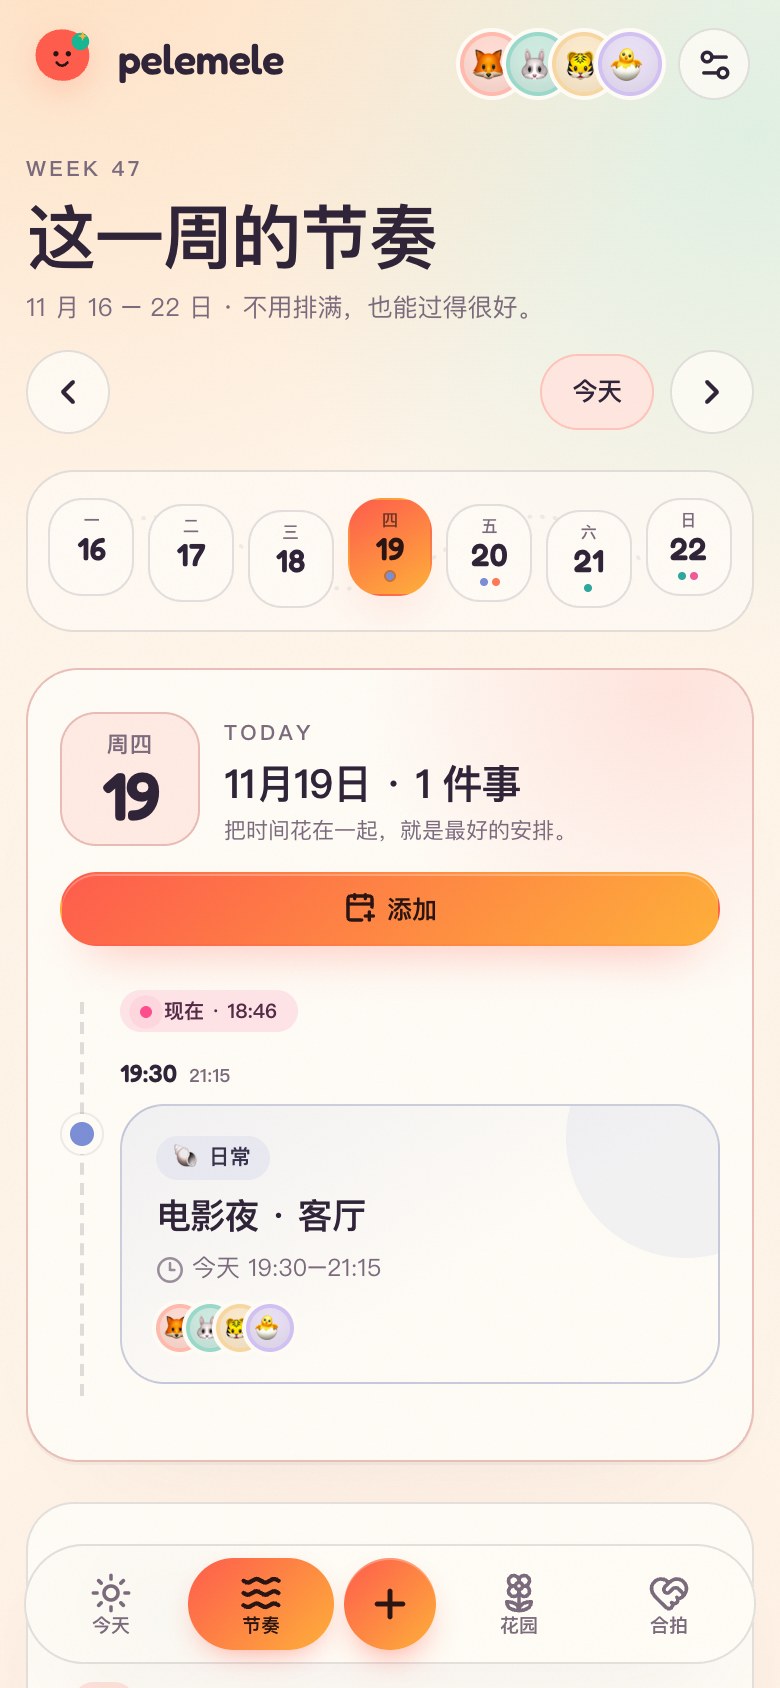 pelemele
WEEK 47
这一周的节奏
11 月 16 — 22 日 · 不用排满，也能过得很好。
今天
一 二 三 四 五 六 日
16 17 18 19 20 21 22
周四
19
TODAY
11月19日 · 1 件事
把时间花在一起，就是最好的安排。
添加
现在 · 18:46
19:30 21:15
日常
电影夜 · 客厅
今天 19:30—21:15
今天 节奏 花园 合拍